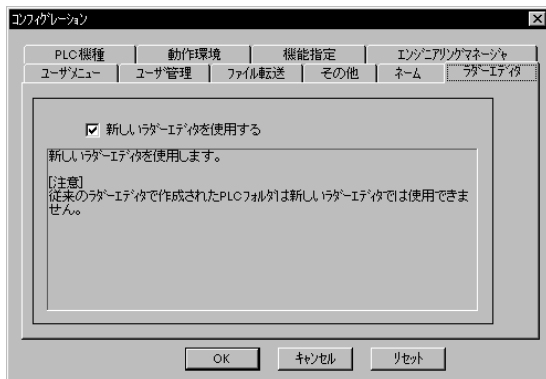 コンフィグレーション
PLC機種 動作環境 機能指定 エンジニアリングマネージャ
ユーザメニュー ユーザ管理 ファイル転送 その他 ネーム ラダーエディタ
新しいラダーエディタを使用する
新しいラダーエディタを使用します。
[注意]
従来のラダーエディタで作成されたPLCフォルダは新しいラダーエディタでは使用できま
せん。
OK キャンセル リセット